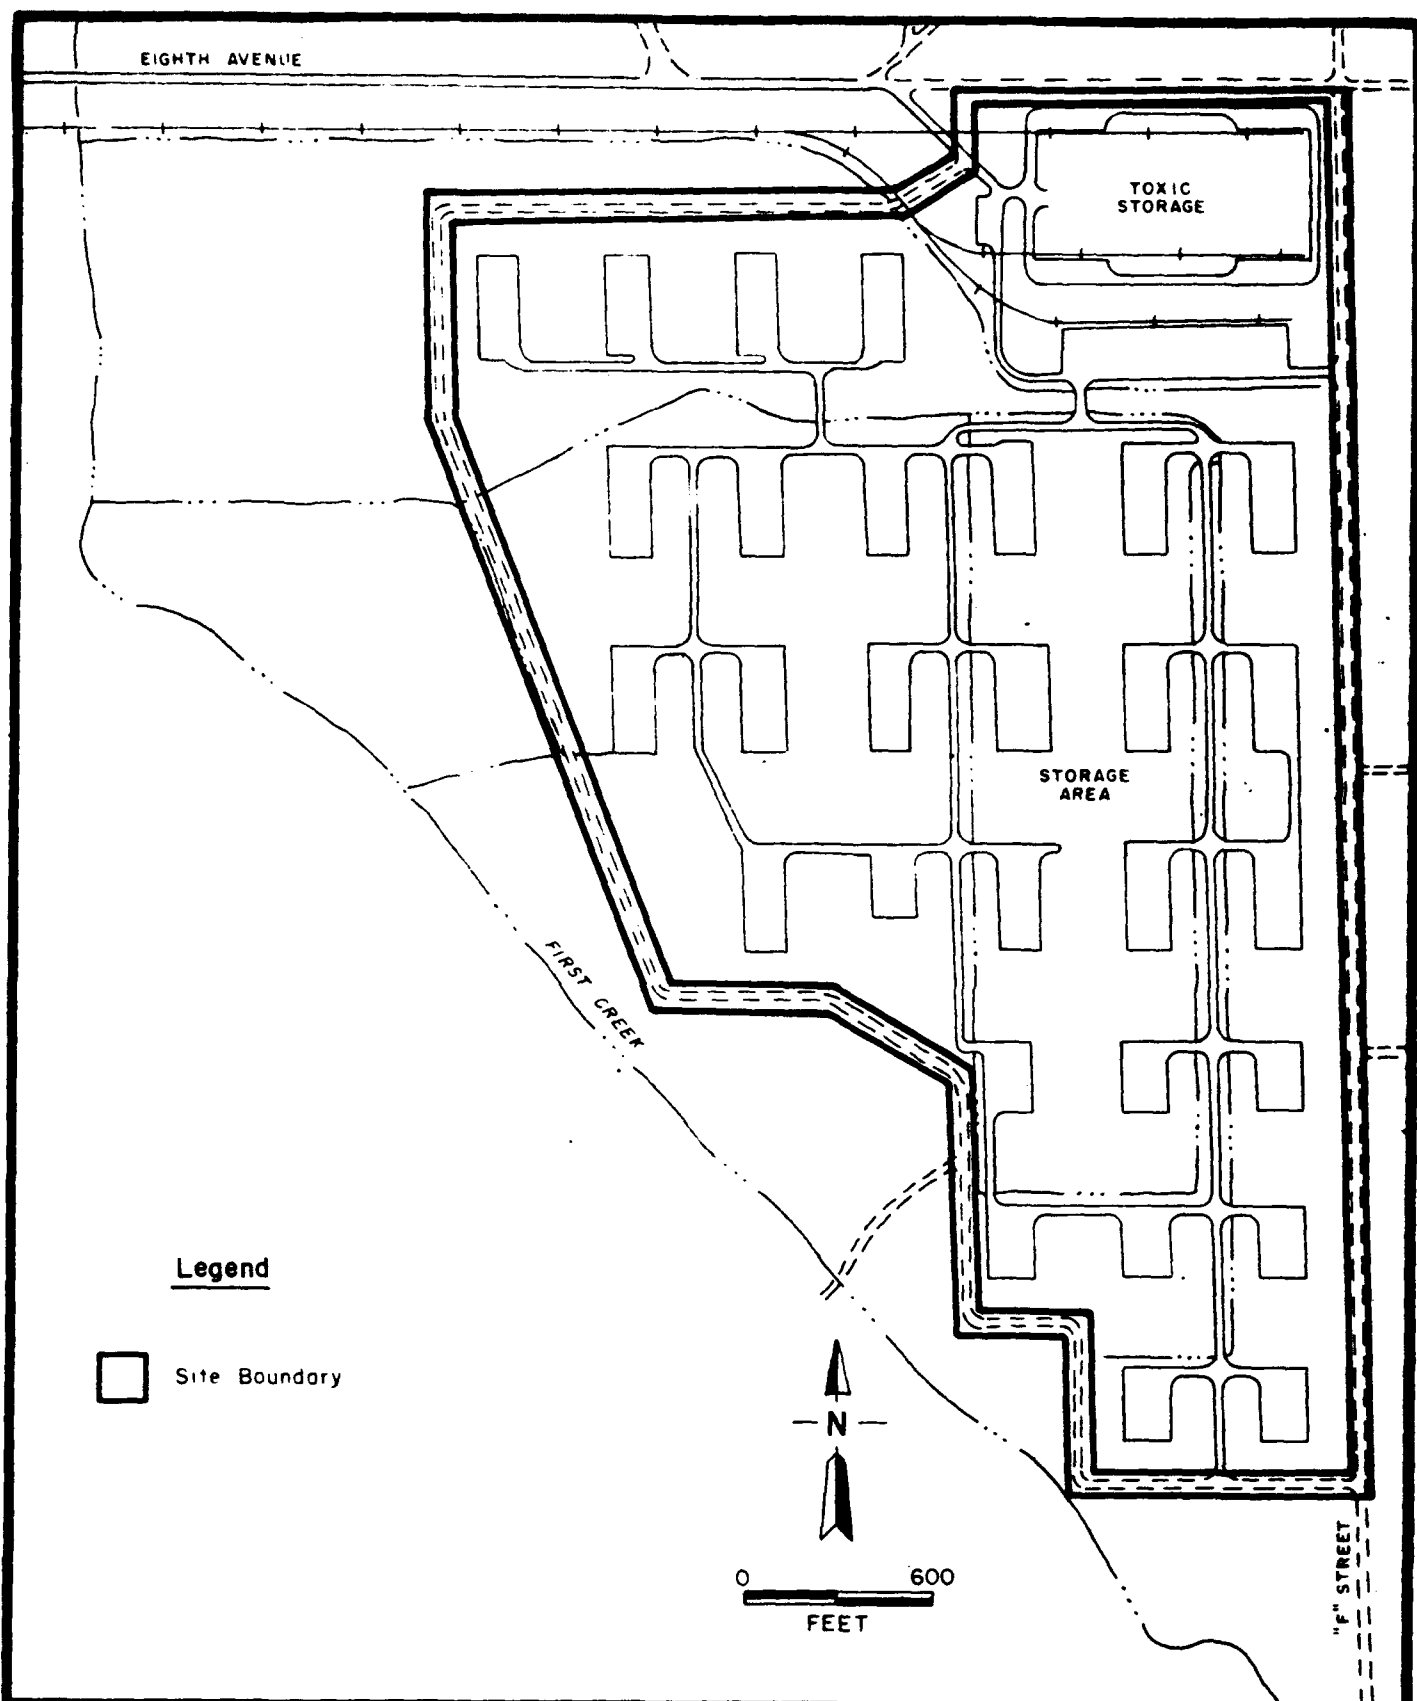 EIGHTH AVENUE
TOXIC
STORAGE
STORAGE
AREA
FIRST CREEK
Legend
Site Boundary
N
0 600
FEET
"F" STREET